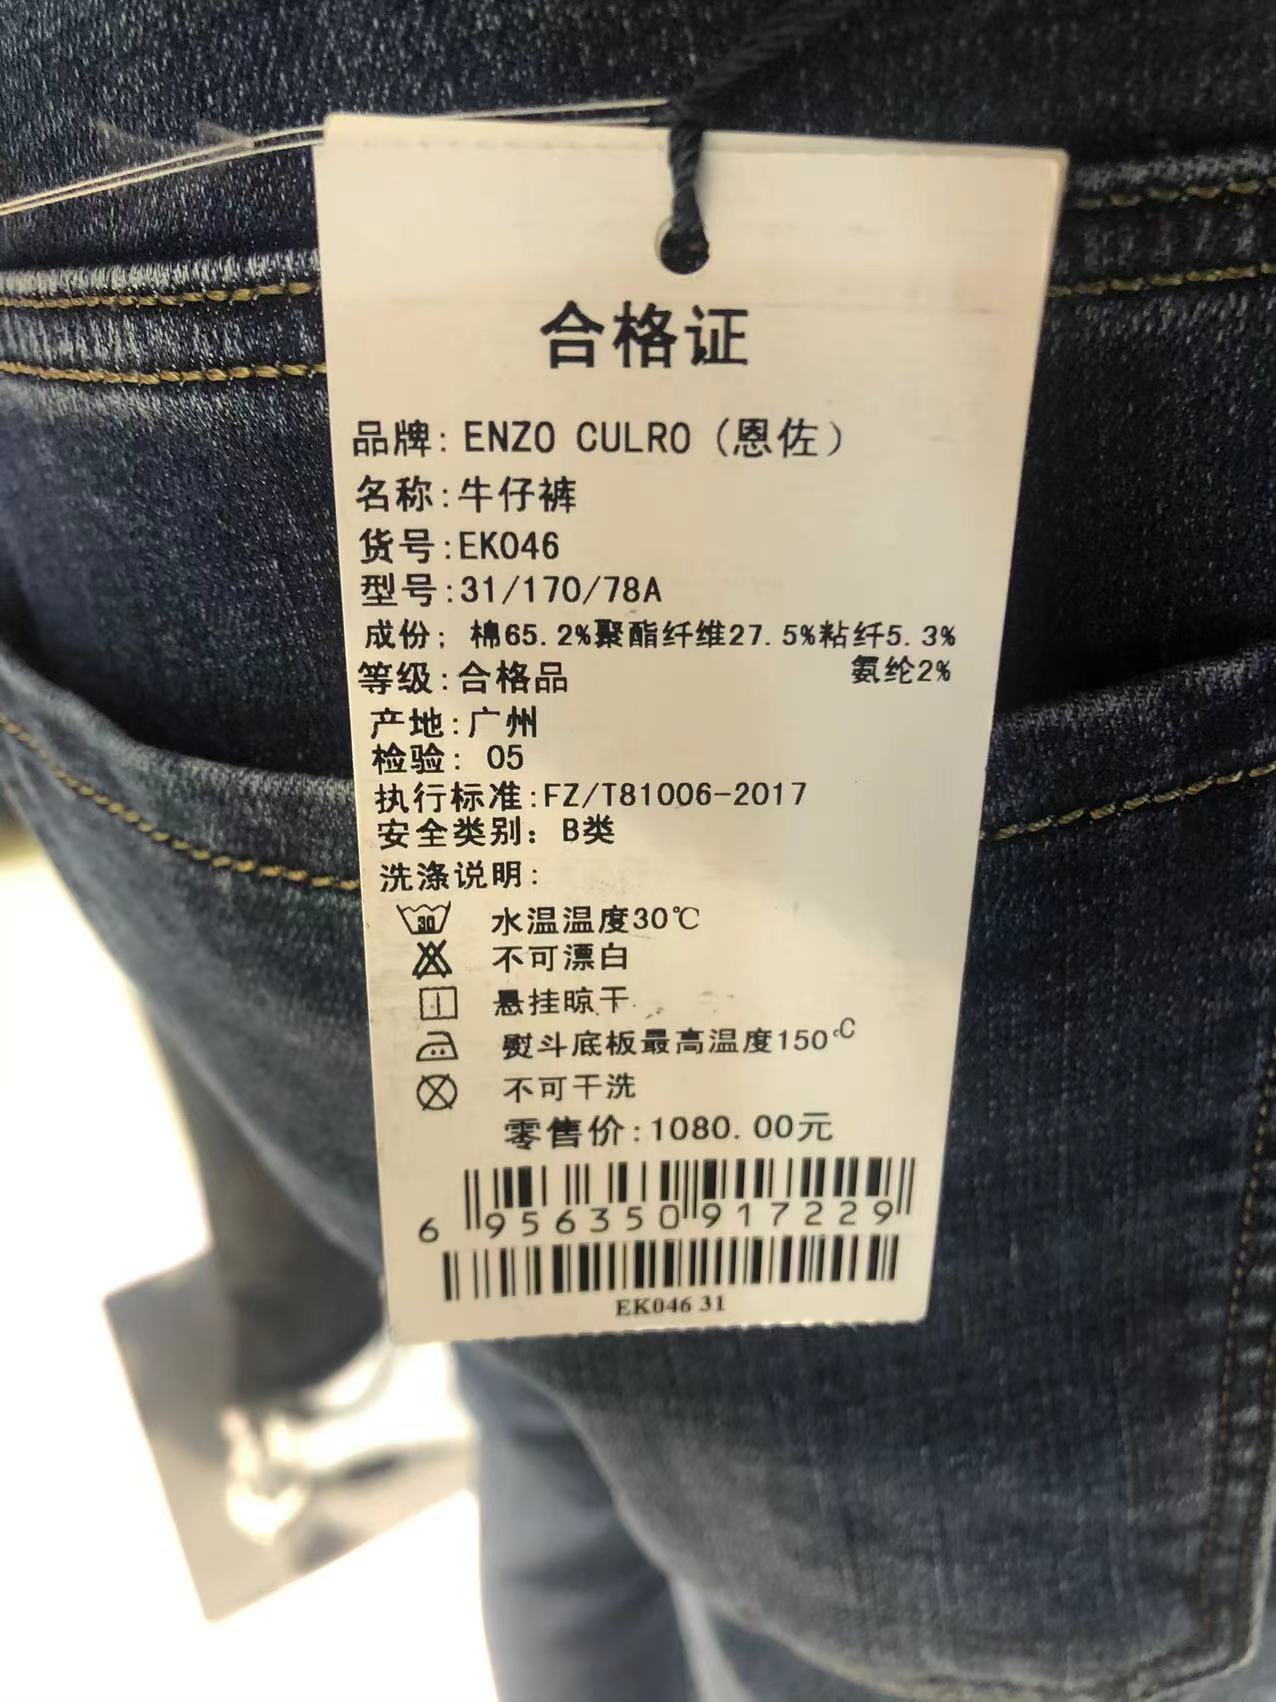 合格证
品牌: ENZO CULRO (恩佐)
名称:牛仔裤
货号:EK046
型号:31/170/78A
成份; 棉65.2%聚酯纤维27.5%粘纤5.3%
氨纶2%
等级:合格品
产地:广州
检验: 05
执行标准:FZ/T81006-2017
安全类别: B类
洗涤说明:
30 水温温度30℃
不可漂白
悬挂晾干
熨斗底板最高温度150℃
不可干洗
零售价:1080.00元
6 956350 917229
EK046 31